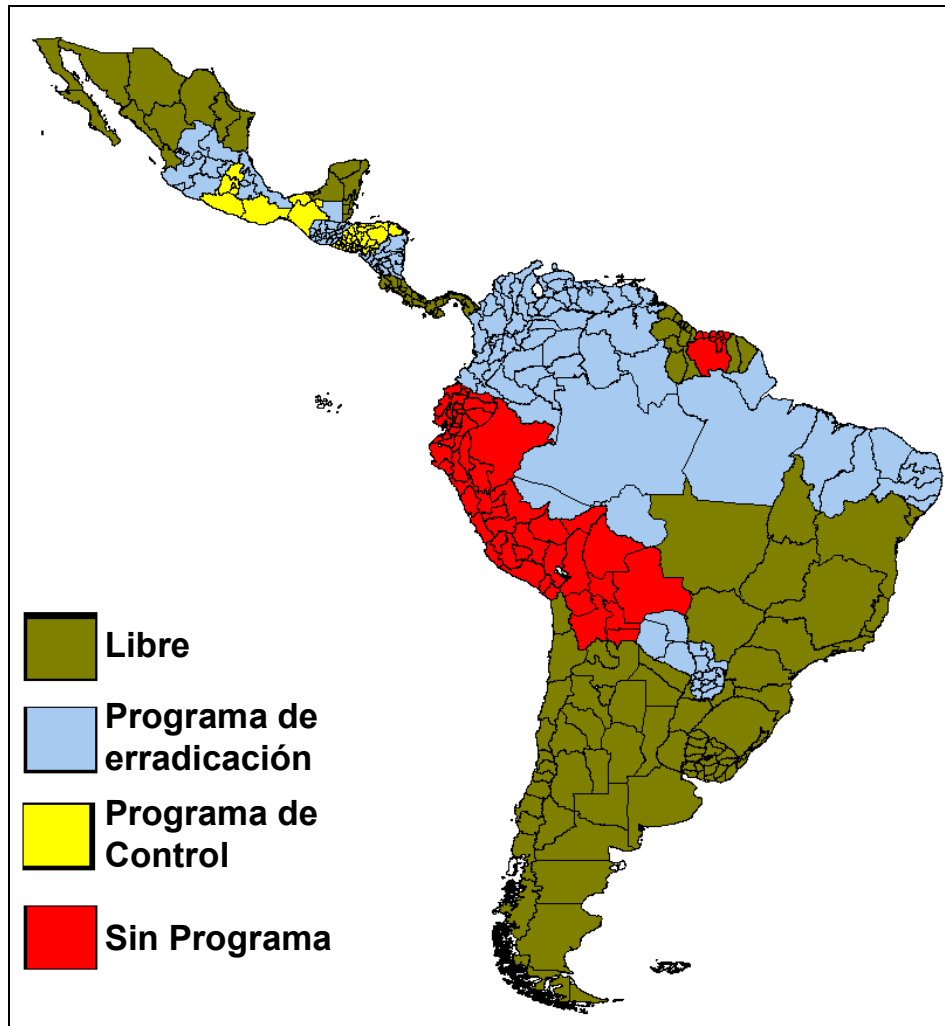 Libre
Programa de
erradicación
Programa de
Control
Sin Programa